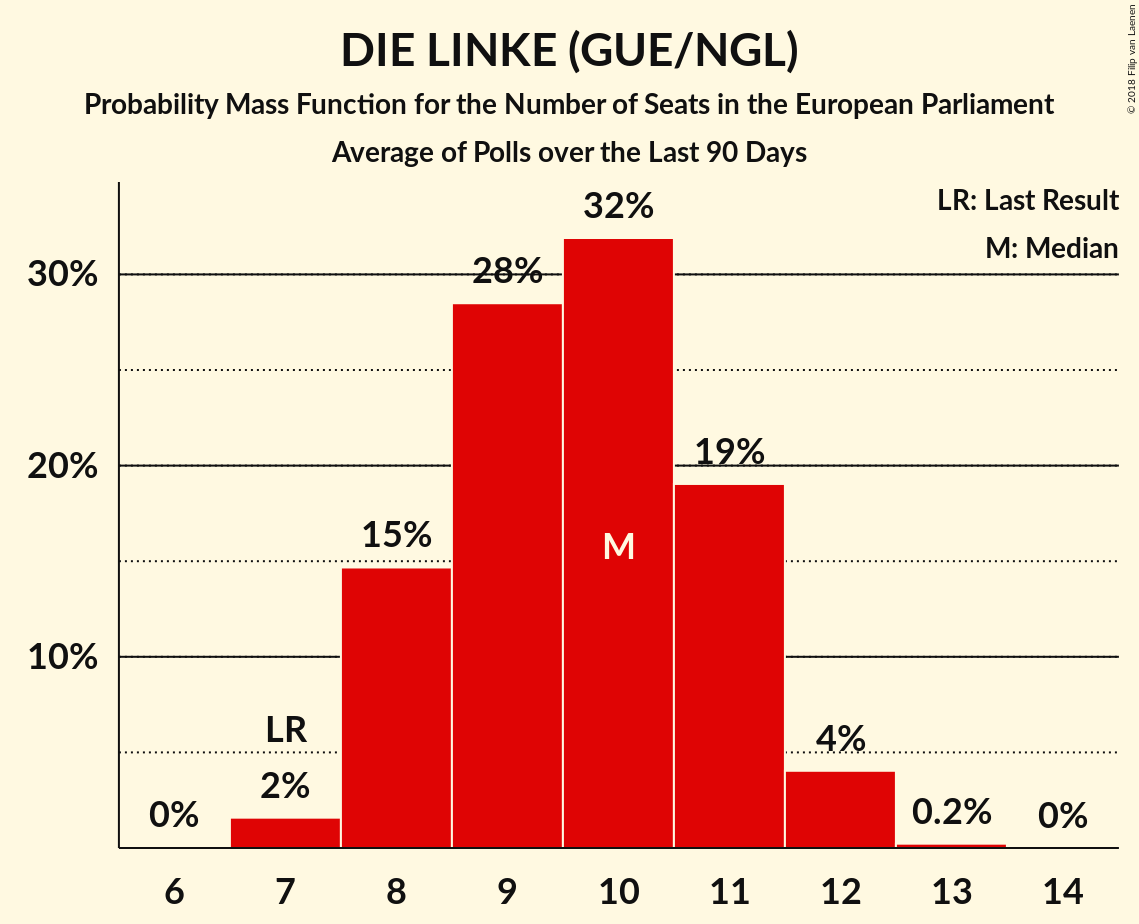 DIE LINKE (GUE/NGL)
Probability Mass Function for the Number of Seats in the European Parliament
Average of Polls over the Last 90 Days
© 2018 Filip van Laenen
LR: Last Result
M: Median
32%
28%
30%
19%
20%
15%
M
10%
LR
4%
2%
0%
0.2%
0%
6 7 8 9 10 11 12 13 14